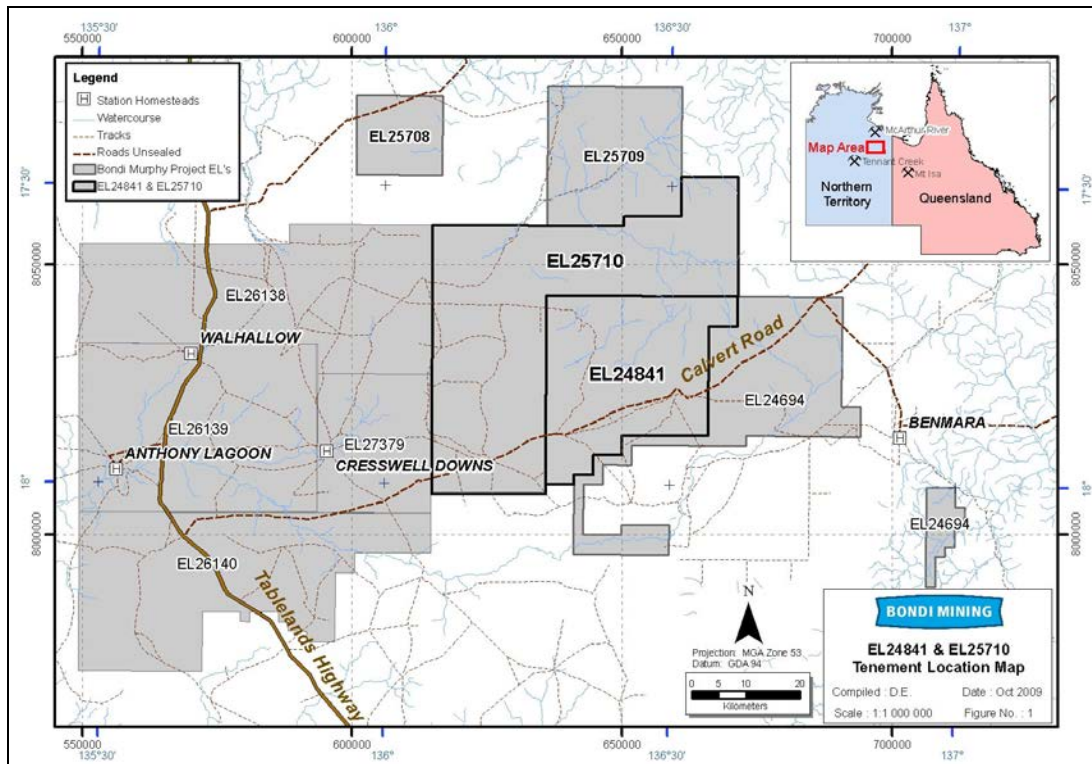 135°30' 136° 136°30' 137°
550000 600000 650000 700000
Legend
H Station Homesteads
Watercourse
Tracks
Roads Unsealed
Bondi Murphy Project EL's
EL24841 & EL25710
EL25708
EL25709
McArthur River
Map Area
Tennant Creek
Mt Isa
Northern
Territory
Queensland
17°30' 17°30'
8050000 8050000
EL25710
EL26138
WALHALLOW
H
EL24841
Calvert Road
EL24694
BENMARA
H
EL26139
EL27379
H
ANTHONY LAGOON
H
CRESSWELL DOWNS
18° 18°
EL24694
8000000 8000000
EL26140
Tablelands Highway
N
Projection: MGA Zone 53
Datum: GDA 94
0 5 10 20
Kilometers
BONDI MINING
EL24841 & EL25710
Tenement Location Map
Compiled : D.E. Date : Oct 2009
Scale : 1:1 000 000 Figure No. : 1
550000 600000 650000 700000
135°30' 136° 136°30' 137°